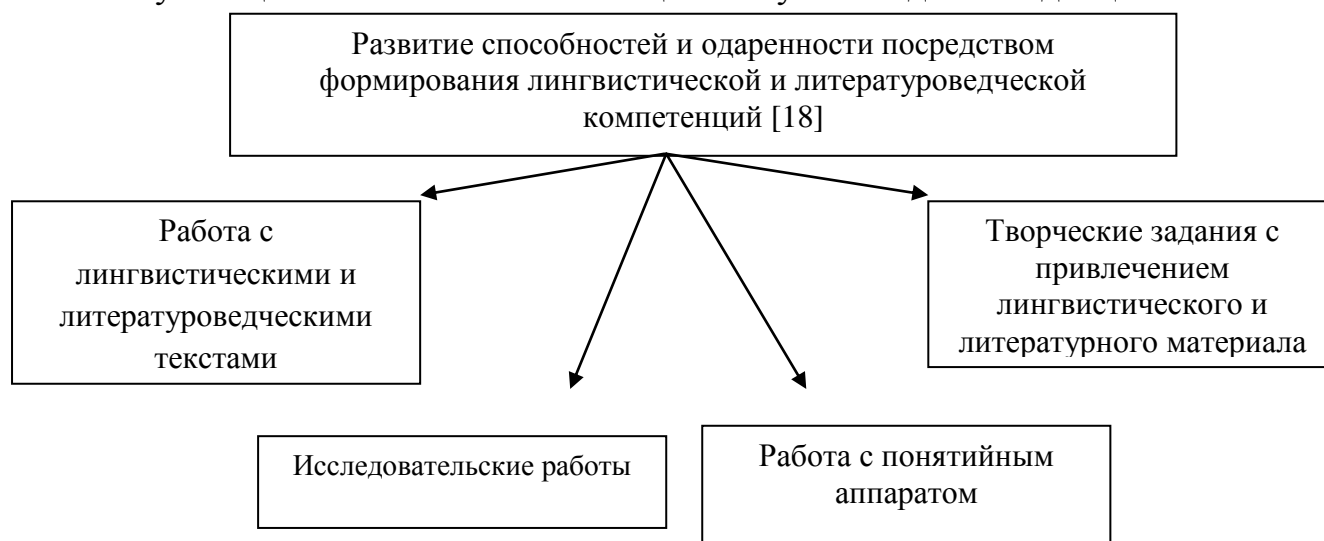 Развитие способностей и одаренности посредством
формирования лингвистической и литературоведческой
компетенций [18]
Работа с
лингвистическими и
литературоведческими
текстами
Творческие задания с
привлечением
лингвистического и
литературного материала
Исследовательские работы
Работа с понятийным
аппаратом